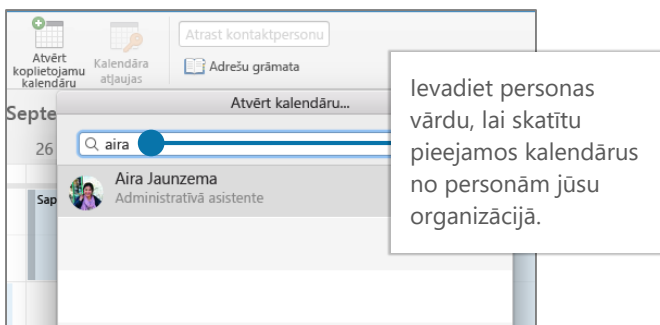 Atrast kontaktpersonu
Atvērt
koplietojamu
kalendāru
Kalendāra
atļaujas
Adrešu grāmata
Atvērt kalendāru...
Septe
26
aira
Aira Jaunzema
Administratīvā asistente
Sap
Ievadiet personas
vārdu, lai skatītu
pieejamos kalendārus
no personām jūsu
organizācijā.